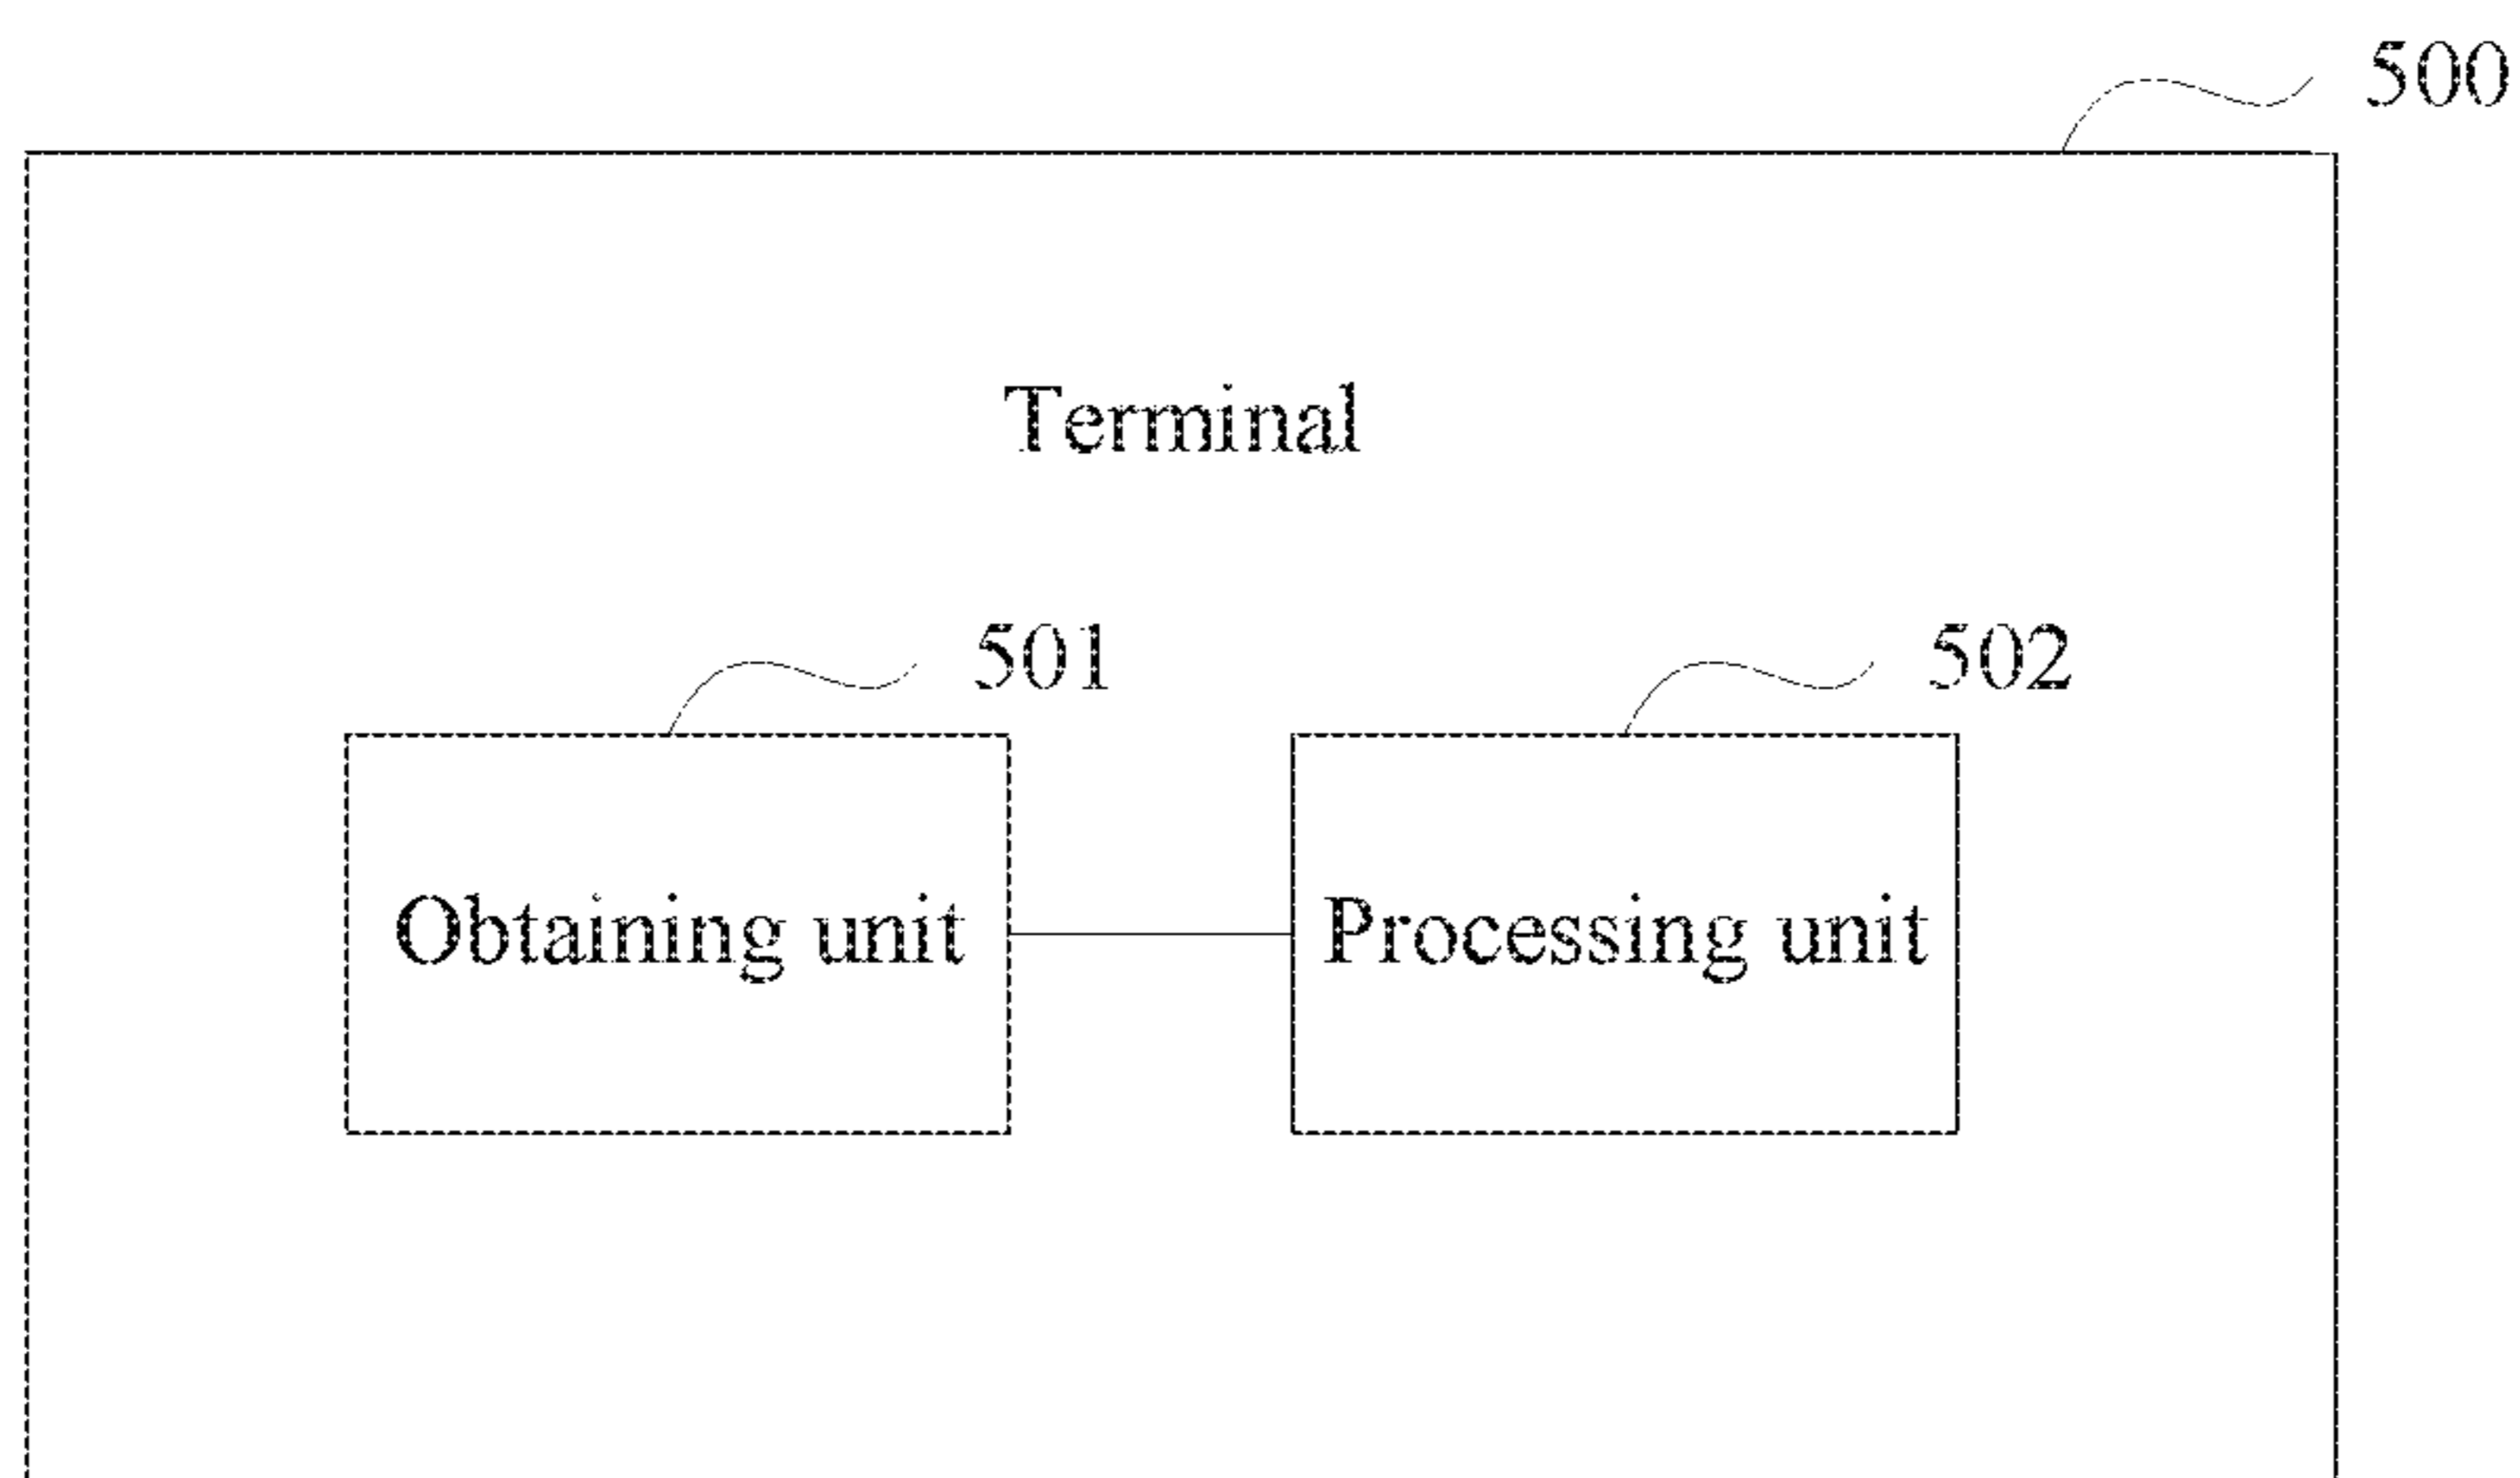 500
Terminal
501
502
Obtaining unit
Processing unit